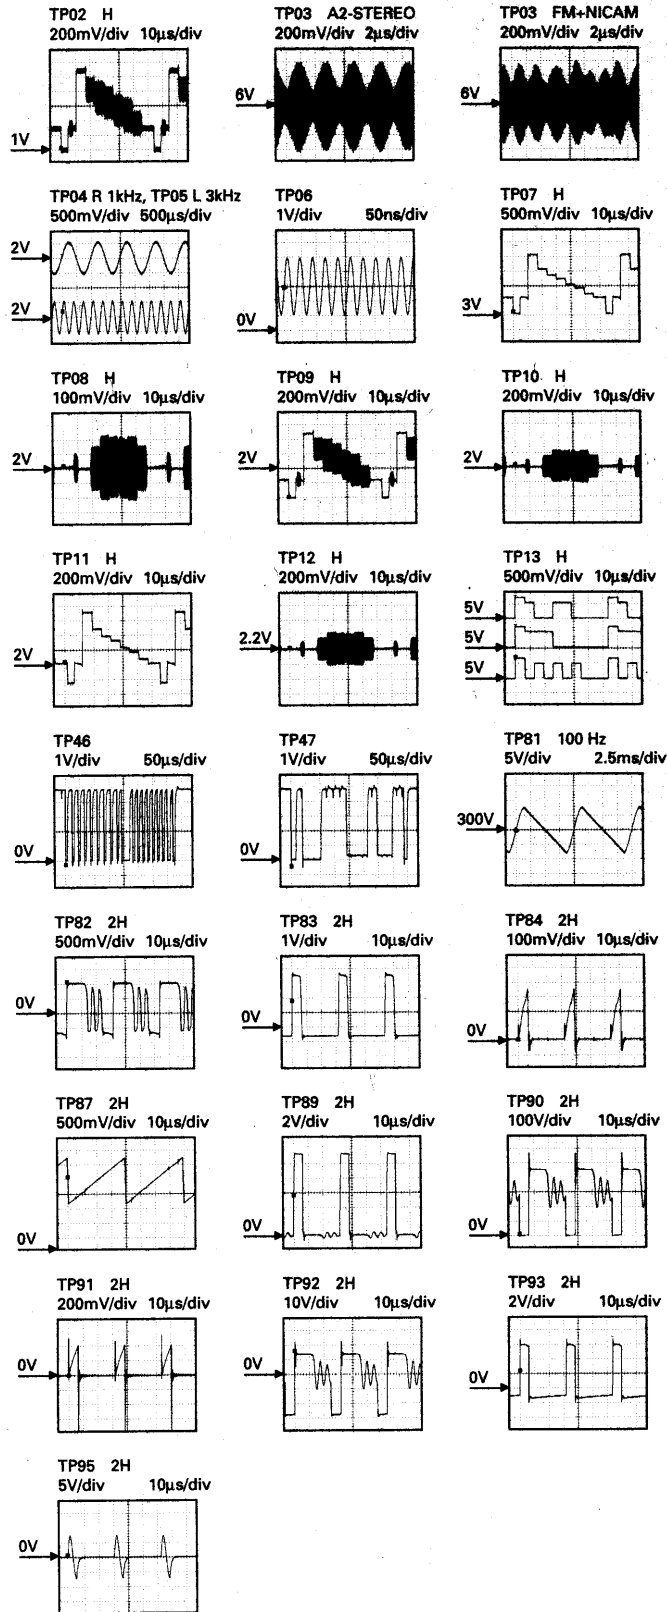 TP02 H
200mV/div 10µs/div
1V
TP03 A2-STEREO
200mV/div 2µs/div
6V
TP03 FM+NICAM
200mV/div 2µs/div
6V
TP04 R 1kHz, TP05 L 3kHz
500mV/div 500µs/div
2V
2V
TP06
1V/div 50ns/div
0V
TP07 H
500mV/div 10µs/div
3V
TP08 H
100mV/div 10µs/div
2V
TP09 H
200mV/div 10µs/div
2V
TP10 H
200mV/div 10µs/div
2V
TP11 H
200mV/div 10µs/div
2V
TP12 H
200mV/div 10µs/div
2.2V
TP13 H
500mV/div 10µs/div
5V
5V
5V
TP46
1V/div 50µs/div
0V
TP47
1V/div 50µs/div
0V
TP81 100 Hz
5V/div 2.5ms/div
300V
TP82 2H
500mV/div 10µs/div
0V
TP83 2H
1V/div 10µs/div
0V
TP84 2H
100mV/div 10µs/div
0V
TP87 2H
500mV/div 10µs/div
0V
TP89 2H
2V/div 10µs/div
0V
TP90 2H
100V/div 10µs/div
0V
TP91 2H
200mV/div 10µs/div
0V
TP92 2H
10V/div 10µs/div
0V
TP93 2H
2V/div 10µs/div
0V
TP95 2H
5V/div 10µs/div
0V